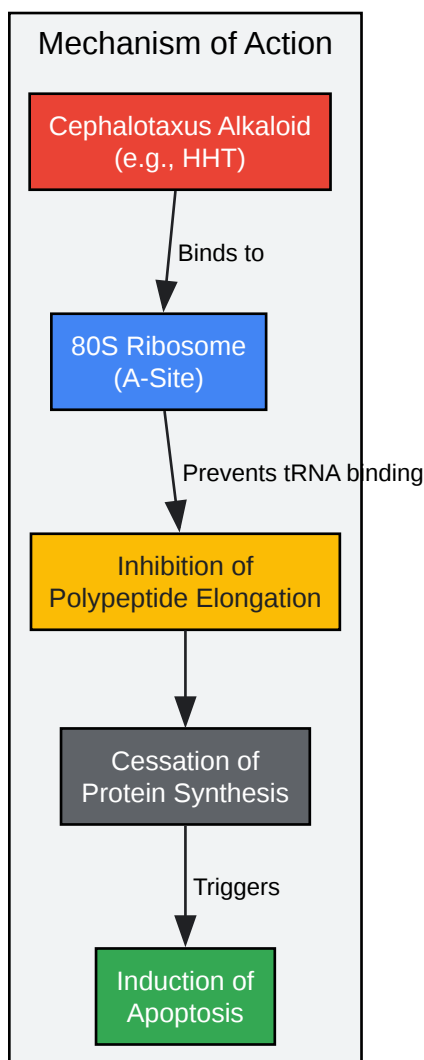 Mechanism of Action
Cephalotaxus Alkaloid
(e.g., HHT)
Binds to
80S Ribosome
(A-Site)
Prevents tRNA binding
Inhibition of
Polypeptide Elongation
Cessation of
Protein Synthesis
Triggers
Induction of
Apoptosis